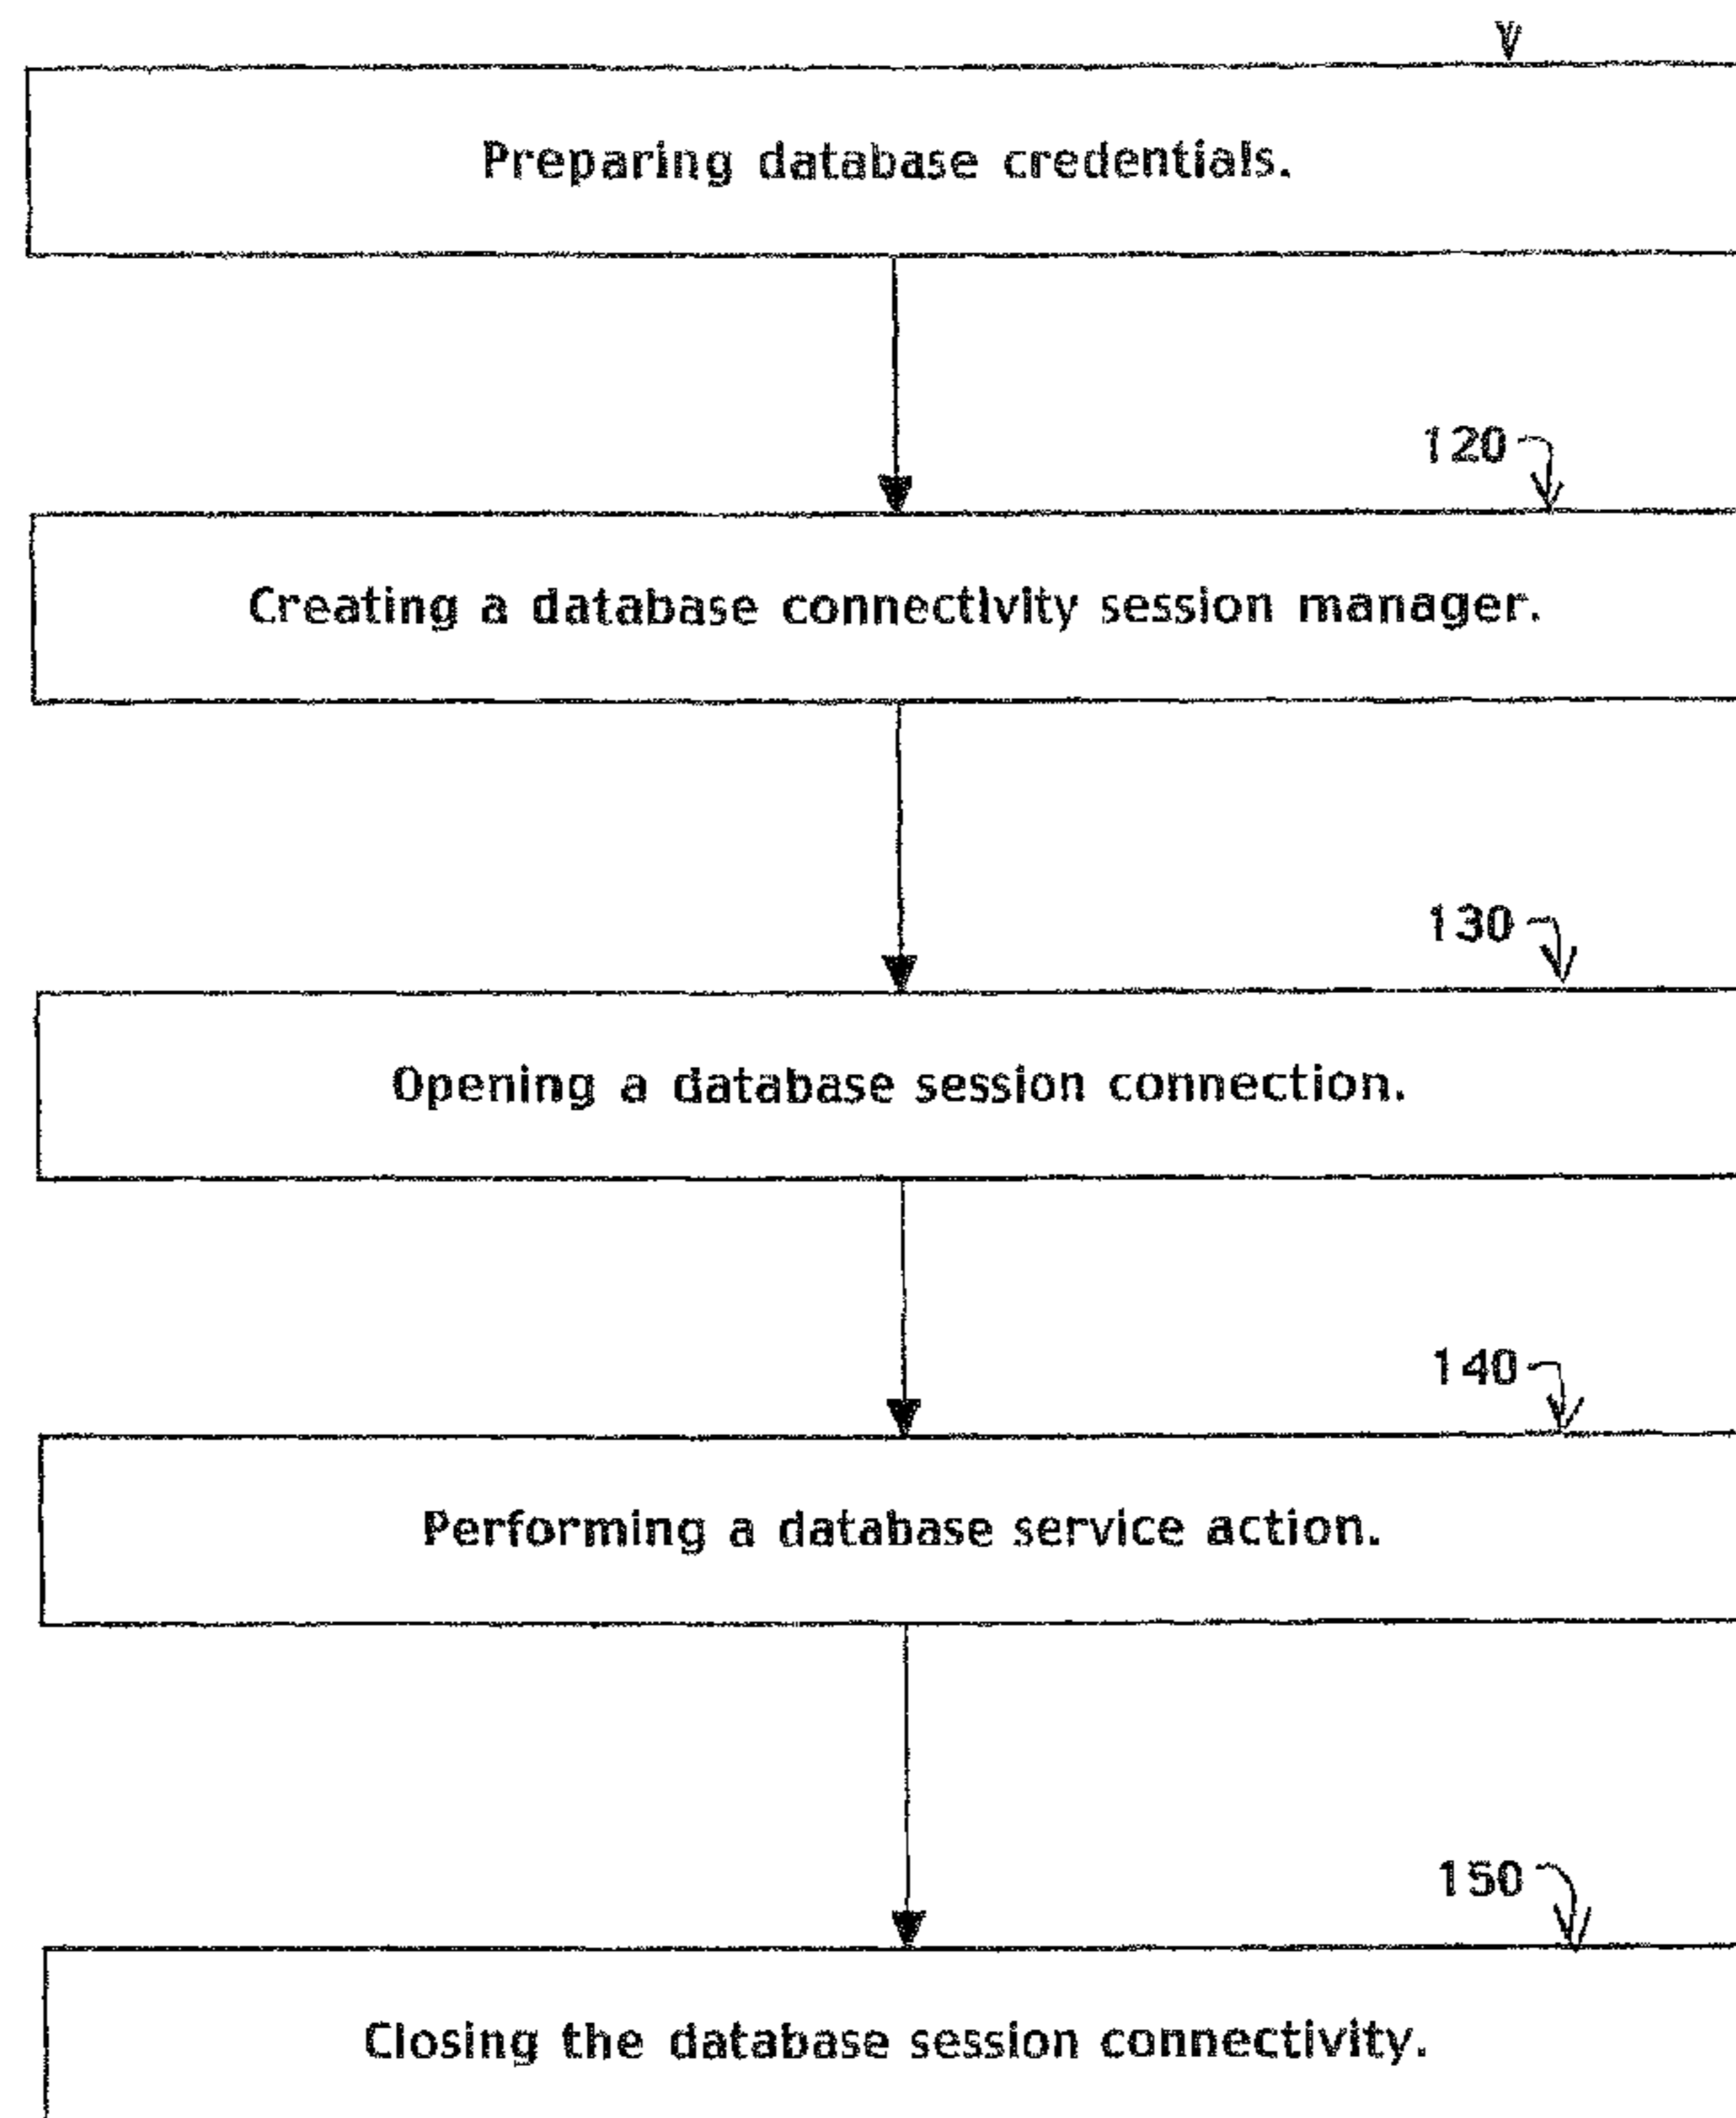 Preparing database credentials.
120
Creating a database connectivity session manager.
130
Opening a database session connection.
140
Performing a database service action.
150
Closing the database session connectivity.